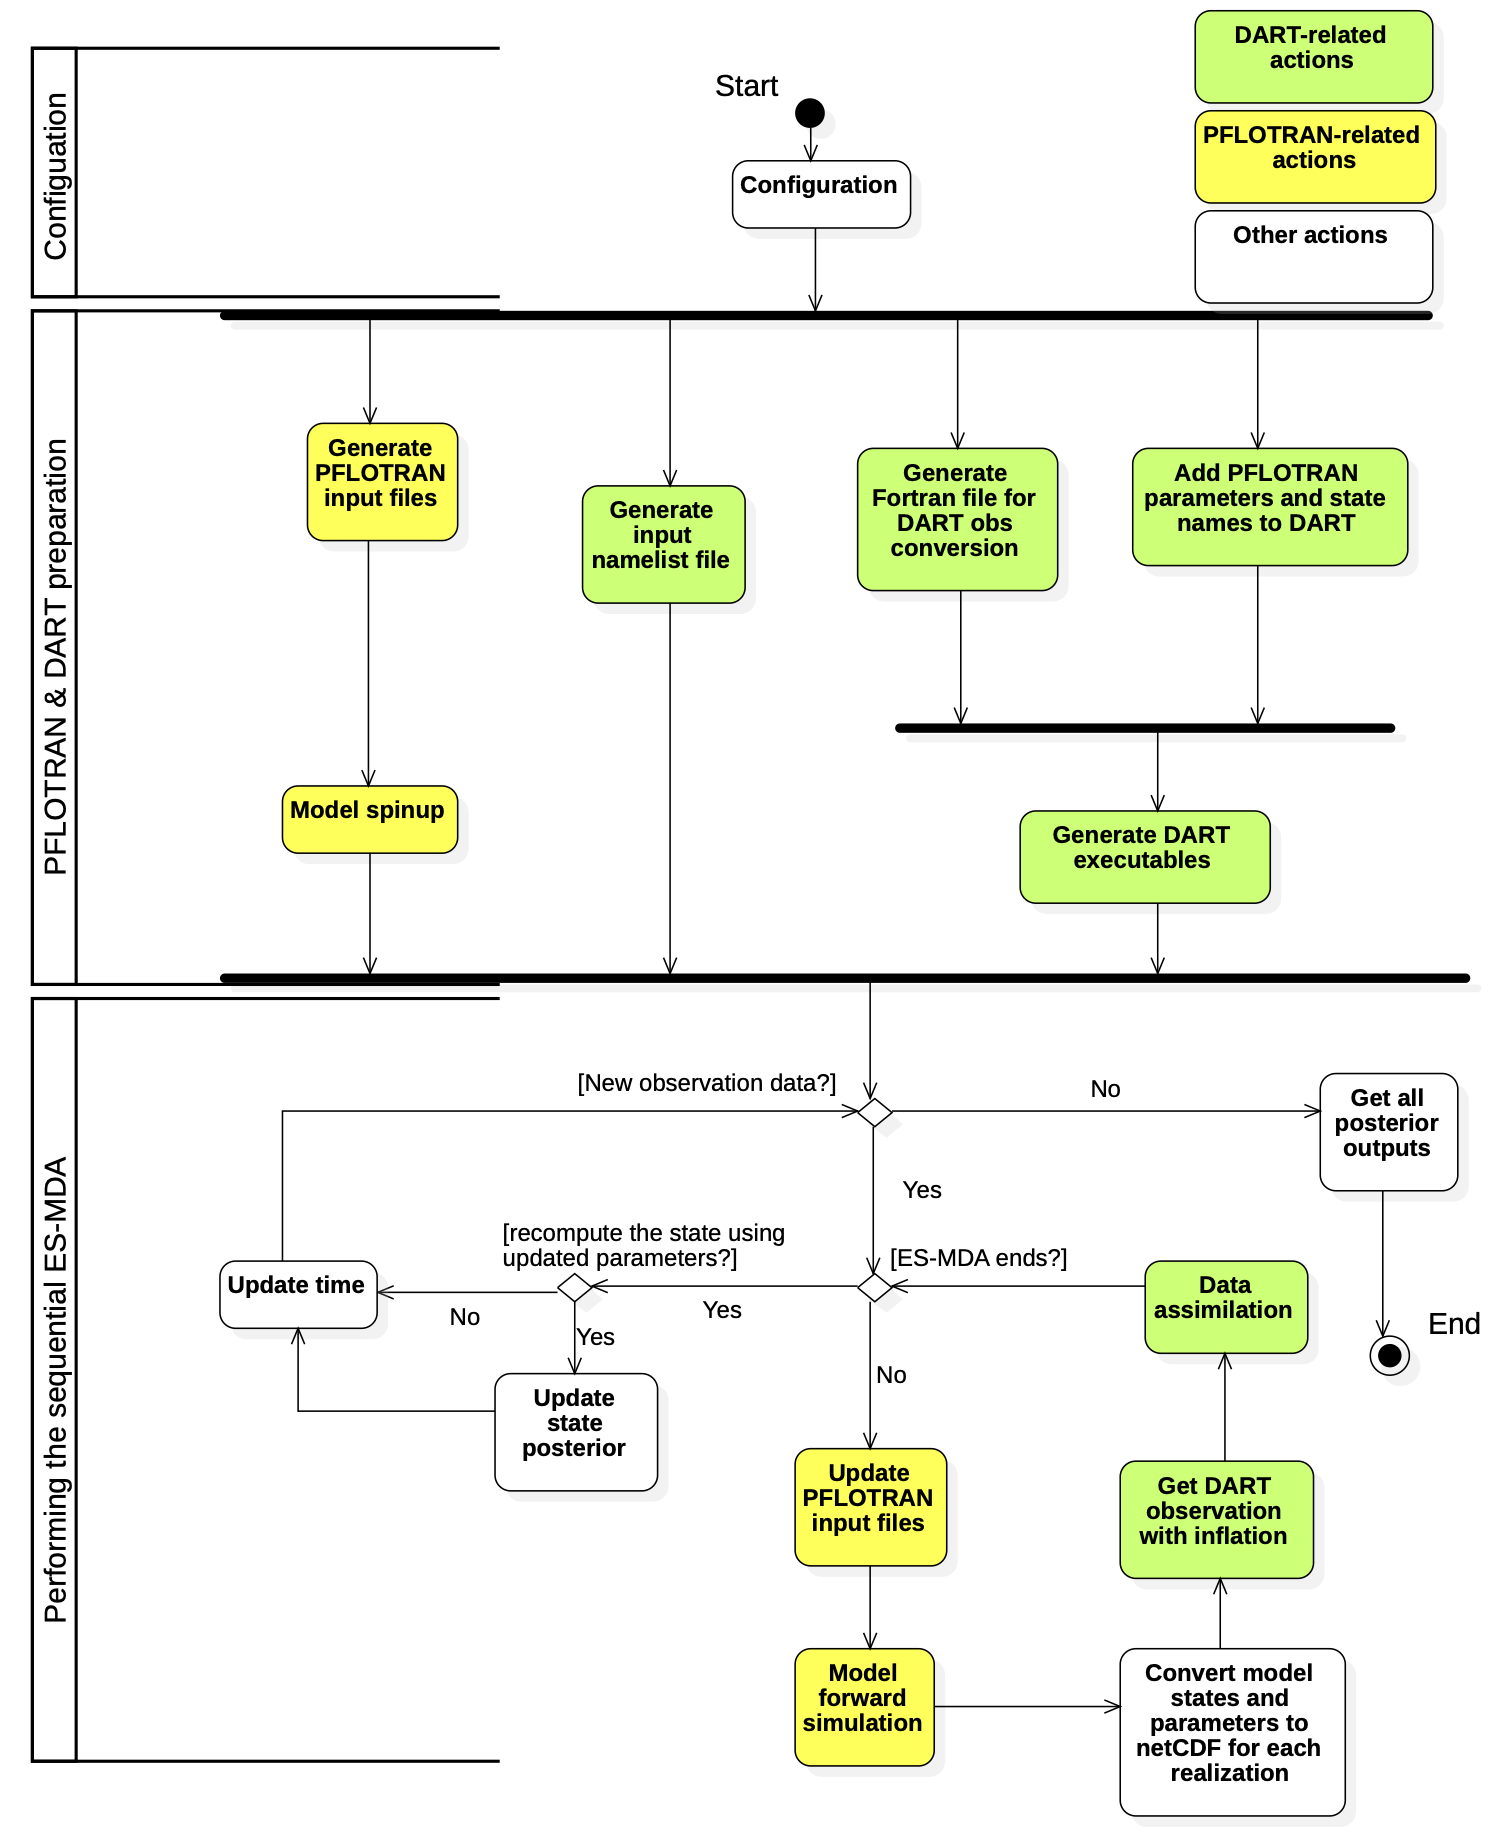 Configuation
Start
Configuration
DART-related
actions
PFLOTRAN-related
actions
Other actions
PFLOTRAN & DART preparation
Generate
PFLOTRAN
input files
Generate
input
namelist file
Generate
Fortran file for
DART obs
conversion
Add PFLOTRAN
parameters and state
names to DART
Model spinup
Generate DART
executables
Performing the sequential ES-MDA
[New observation data?]
No
Get all
posterior
outputs
Yes
[recompute the state using
updated parameters?]
[ES-MDA ends?]
Update time
No
Yes
Yes
Data
assimilation
End
No
Update
state
posterior
Update
PFLOTRAN
input files
Get DART
observation
with inflation
Model
forward
simulation
Convert model
states and
parameters to
netCDF for each
realization